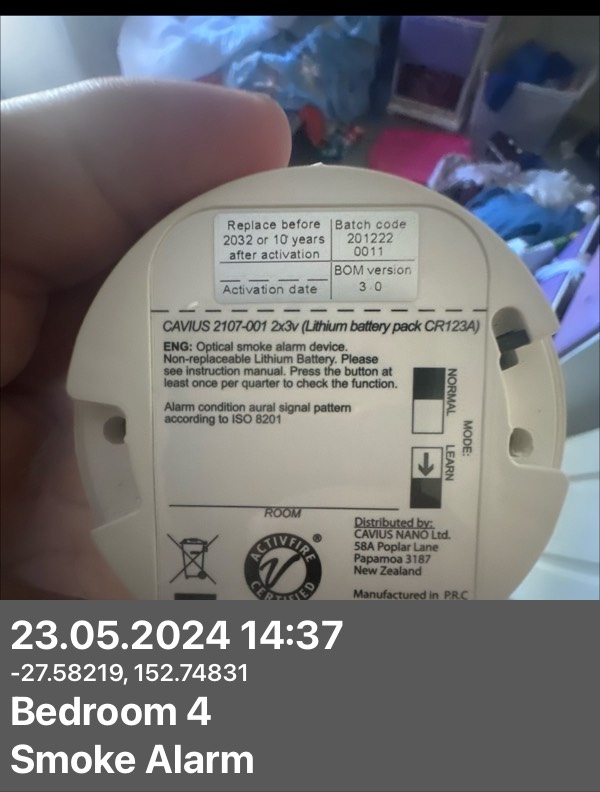 Replace before
2032 or 10 years
after activation
Activation date
Batch code
201222
0011
BOM version
3.0
CAVIUS 2107-001 2x3v (Lithium battery pack CR123A)
ENG: Optical smoke alarm device.
Non-replaceable Lithium Battery. Please
see instruction manual. Press the button at
least once per quarter to check the function.
Alarm condition aural signal pattern
according to ISO 8201
MODE:
NORMAL
LEARN
ROOM
ACTIVFIRE
CERTIFIED
®
Distributed by:
CAVIUS NANO Ltd.
58A Poplar Lane
Papamoa 3187
New Zealand
Manufactured in P.R.C
23.05.2024 14:37
-27.58219, 152.74831
Bedroom 4
Smoke Alarm